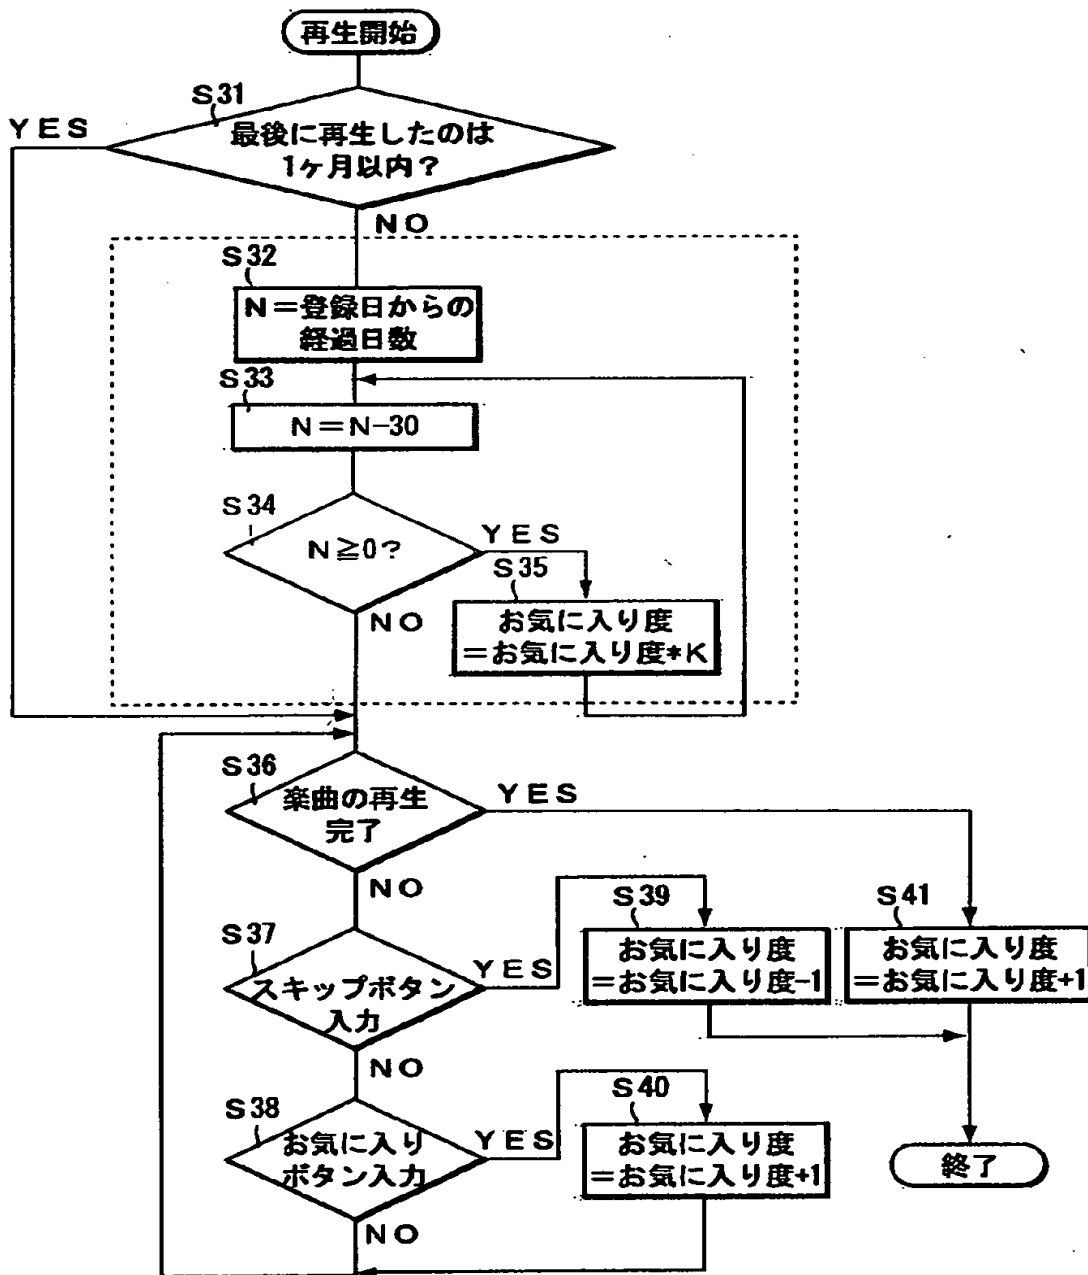 再生開始
S31
YES
最後に再生したのは
1ヶ月以内?
NO
S32
N=登録日からの
経過日数
S33
N=N-30
S34
N≧0?
YES
S35
お気に入り度
=お気に入り度*K
NO
S36
楽曲の再生
完了
YES
NO
S37
スキップボタン
入力
YES
S39
お気に入り度
=お気に入り度-1
S41
お気に入り度
=お気に入り度+1
NO
S38
お気に入り
ボタン入力
YES
S40
お気に入り度
=お気に入り度+1
終了
NO